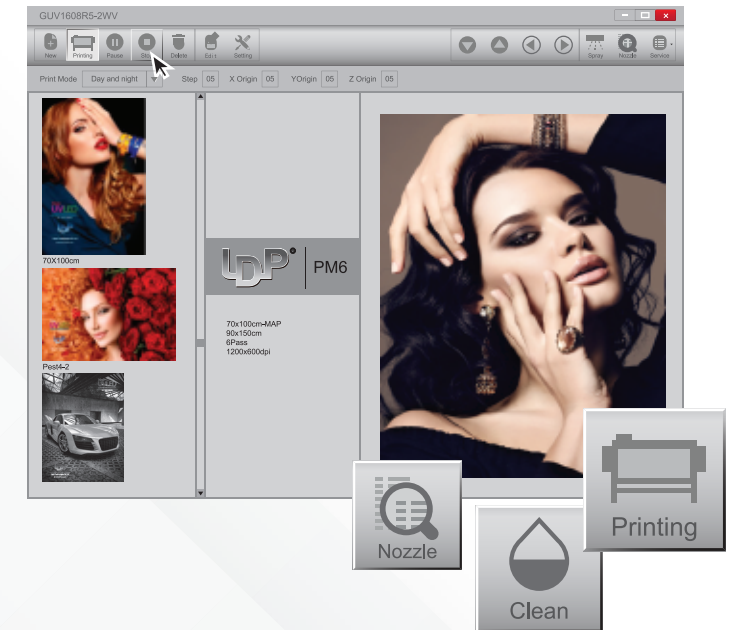 GUV1608R5-2WV
New Printing Pause Stop Delete Edit Setting Spray Nozzle Service
Print Mode Day and night Step 05 X Origin 05 YOrigin 05 Z Origin 05
70X100cm
Pest4-2
LDP PM6
70x100cm-MAP
90x150cm
6Pass
1200x600dpi
Nozzle
Clean
Printing